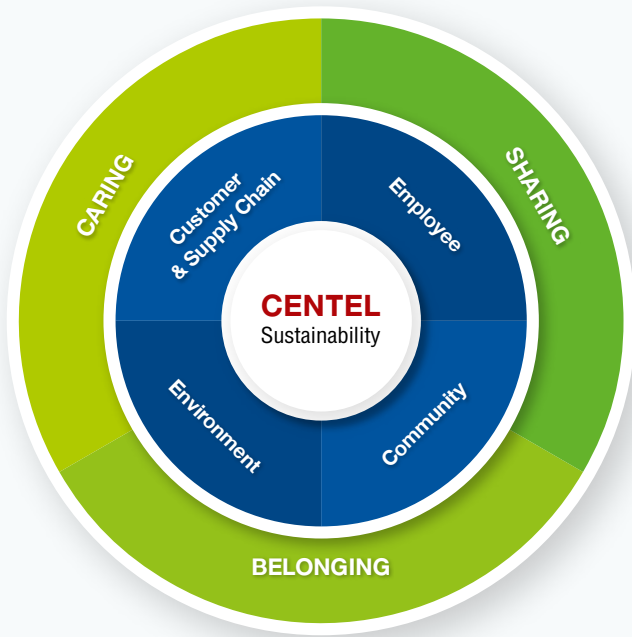 CARING
SHARING
Customer
& Supply Chain
Employee
CENTEL
Sustainability
Environment
Community
BELONGING